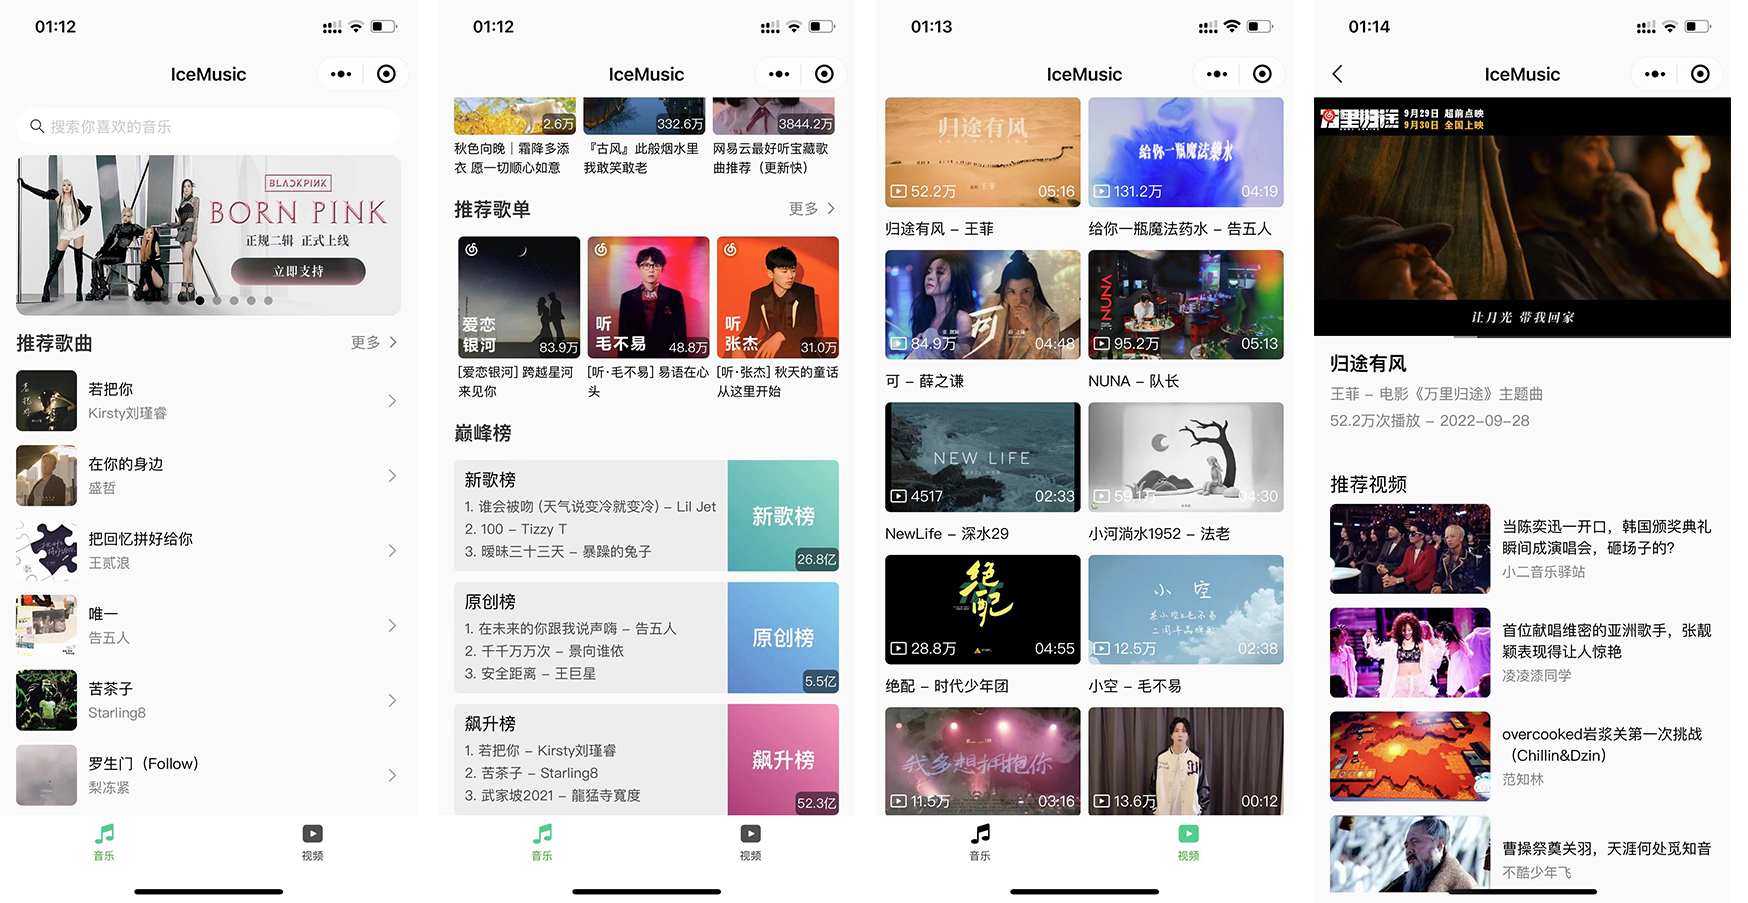 01:12
IceMusic
搜索你喜欢的音乐
BLACKPINK
BORN PINK
正规二辑 正式上线
立即支持
推荐歌曲
更多
若把你
Kirsty刘瑾睿
在你的身边
盛哲
把回忆拼好给你
王贰浪
唯一
告五人
苦茶子
Starling8
罗生门（Follow）
梨冻紧
音乐
视频
01:12
IceMusic
2.6万
332.6万
3844.2万
秋色向晚｜霜降多添
衣 愿一切顺心如意
『古风』此般烟水里
我敢笑敢老
网易云最好听宝藏歌
曲推荐（更新快）
推荐歌单
更多
爱恋
银河
83.9万
听
毛不易
48.8万
听
张杰
31.0万
[爱恋银河] 跨越星河
来见你
[听·毛不易] 易语在心
头
[听·张杰] 秋天的童话
从这里开始
巅峰榜
新歌榜
1. 谁会被吻 (天气说变冷就变冷) – Lil Jet
2. 100 – Tizzy T
3. 暧昧三十三天 – 暴躁的兔子
新歌榜
26.8亿
原创榜
1. 在未来的你跟我说声嗨 – 告五人
2. 千千万万次 – 景向谁依
3. 安全距离 – 王巨星
原创榜
5.5亿
飙升榜
1. 若把你 – Kirsty刘瑾睿
2. 苦茶子 – Starling8
3. 武家坡2021 – 龍猛寺寬度
飙升榜
52.3亿
音乐
视频
01:13
IceMusic
归途有风
王菲
52.2万
05:16
给你一瓶魔法藥水
131.2万
04:19
归途有风 – 王菲
给你一瓶魔法药水 – 告五人
可
84.9万
04:48
NUNA
95.2万
05:13
可 – 薛之谦
NUNA – 队长
NEW LIFE
4517
02:33
59.1万
04:30
NewLife – 深水29
小河淌水1952 – 法老
绝配
28.8万
04:55
小 空
12.5万
02:38
绝配 – 时代少年团
小空 – 毛不易
我多想拥抱你
11.5万
03:16
13.6万
00:12
音乐
视频
01:14
IceMusic
万里归途
9月29日 超前点映
9月30日 全国上映
让月光 带我回家
归途有风
王菲 – 电影《万里归途》主题曲
52.2万次播放 – 2022–09–28
推荐视频
当陈奕迅一开口，韩国颁奖典礼
瞬间成演唱会，砸场子的?
小二音乐驿站
首位献唱维密的亚洲歌手，张靓
颖表现得让人惊艳
凌凌漆同学
overcooked岩浆关第一次挑战
（Chillin&Dzin）
范知林
曹操祭奠关羽，天涯何处觅知音
不酷少年飞